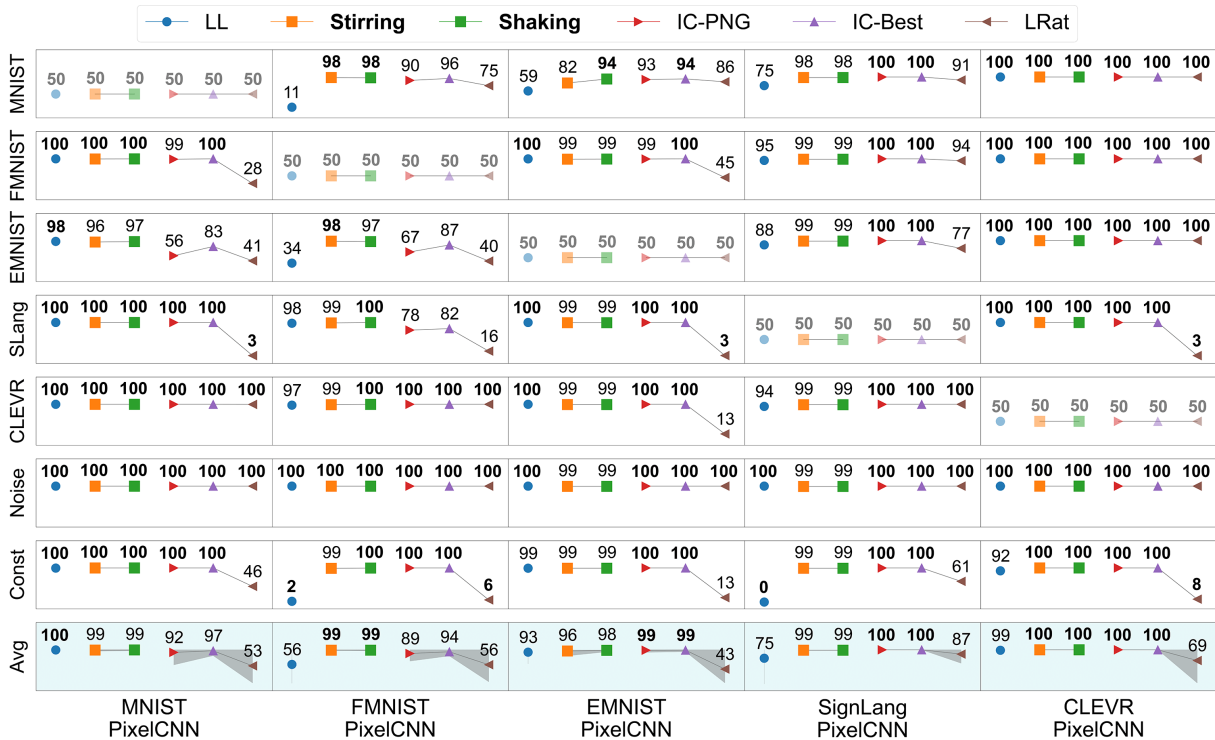 LL Stirring Shaking IC-PNG IC-Best LRat
MNIST 50 50 50 50 50 50 11 98 98 90 96 75 59 82 94 93 94 86 75 98 98 100 100 91 100 100 100 100 100 100
FMNIST 100 100 100 99 100 28 50 50 50 50 50 50 100 99 99 99 100 45 95 99 99 100 100 94 100 100 100 100 100 100
EMNIST 98 96 97 56 83 41 34 98 97 67 87 40 50 50 50 50 50 50 88 99 99 100 100 77 100 100 100 100 100 100
SLang 100 100 100 100 100 3 98 99 100 78 82 16 100 99 99 100 100 3 50 50 50 50 50 50 100 100 100 100 100 3
CLEVR 100 100 100 100 100 100 97 99 100 100 100 100 100 99 99 100 100 13 94 99 99 100 100 100 50 50 50 50 50 50
Noise 100 100 100 100 100 100 100 100 100 100 100 100 100 99 99 100 100 100 100 99 99 100 100 100 100 100 100 100 100 100
Const 100 100 100 100 100 46 2 99 100 100 100 6 99 99 99 100 100 13 0 99 99 100 100 61 92 100 100 100 100 8
Avg 100 99 99 92 97 53 56 99 99 89 94 56 93 96 98 99 99 43 75 99 99 100 100 87 99 100 100 100 100 69
MNIST FMNIST EMNIST SignLang CLEVR
PixelCNN PixelCNN PixelCNN PixelCNN PixelCNN